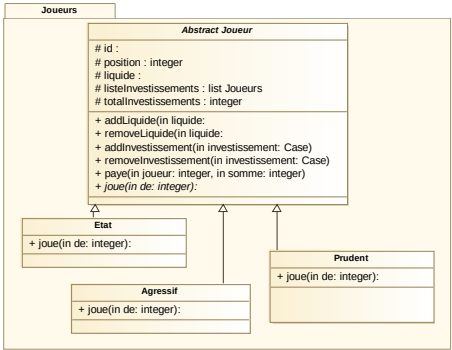 Joueurs
Abstract Joueur
# id :
# position : integer
# liquide :
# listeInvestissements : list Joueurs
# totalInvestissements : integer
+ addLiquide(in liquide:
+ removeLiquide(in liquide:
+ addInvestissement(in investissement: Case)
+ removeInvestissement(in investissement: Case)
+ paye(in joueur: integer, in somme: integer)
+ joue(in de: integer):
Etat
+ joue(in de: integer):
Prudent
+ joue(in de: integer):
Agressif
+ joue(in de: integer):